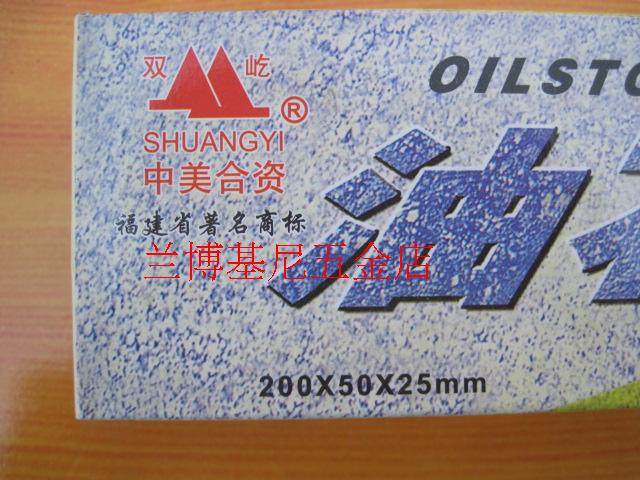 双屹®
SHUANGYI
中美合资
福建省著名商标
OILSTO
油
兰博基尼五金店
200X50X25mm